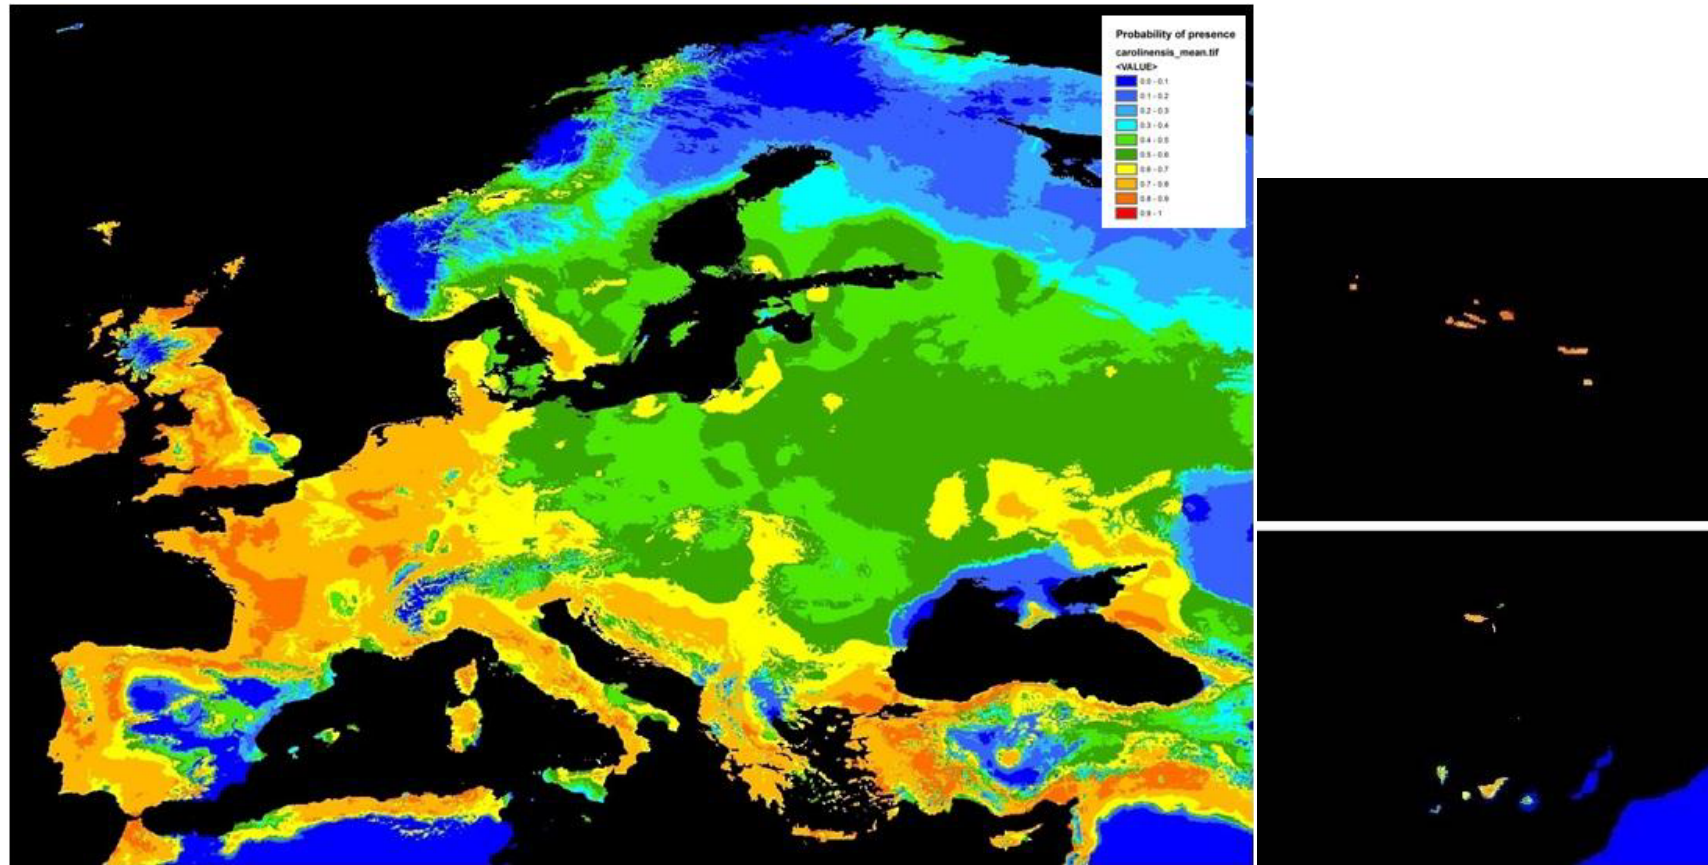 Probability of presence
carolinensis_mean.tif
<VALUE>
0.0 - 0.1
0.1 - 0.2
0.2 - 0.3
0.3 - 0.4
0.4 - 0.5
0.5 - 0.6
0.6 - 0.7
0.7 - 0.8
0.8 - 0.9
0.9 - 1